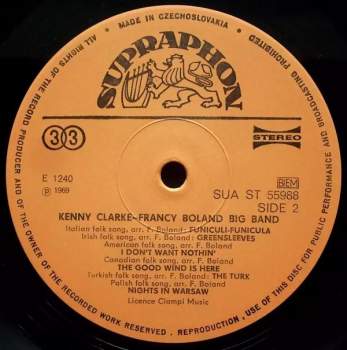 MADE IN CZECHOSLOVAKIA
ALL RIGHTS OF THE RECORD PRODUCER AND OF THE OWNER OF THE RECORDED WORK RESERVED . REPRODUCTION , USE OF THIS DISC FOR PUBLIC PERFORMANCE AND BROADCASTING PROHIBITED
SUPRAPHON
33
STEREO
E 1240
℗ 1969
BIEM
SUA ST 55988
SIDE 2
KENNY CLARKE-FRANCY BOLAND BIG BAND
Italian folk song, arr. F. Boland: FUNICULI-FUNICULA
Irish folk song, arr. F. Boland: GREENSLEEVES
American folk song, arr. F. Boland:
I DON'T WANT NOTHIN'
Canadian folk song, arr. F. Boland:
THE GOOD WIND IS HERE
Turkish folk song, arr. F. Boland: THE TURK
Polish folk song, arr. F. Boland:
NIGHTS IN WARSAW
Licence Ciampi Music